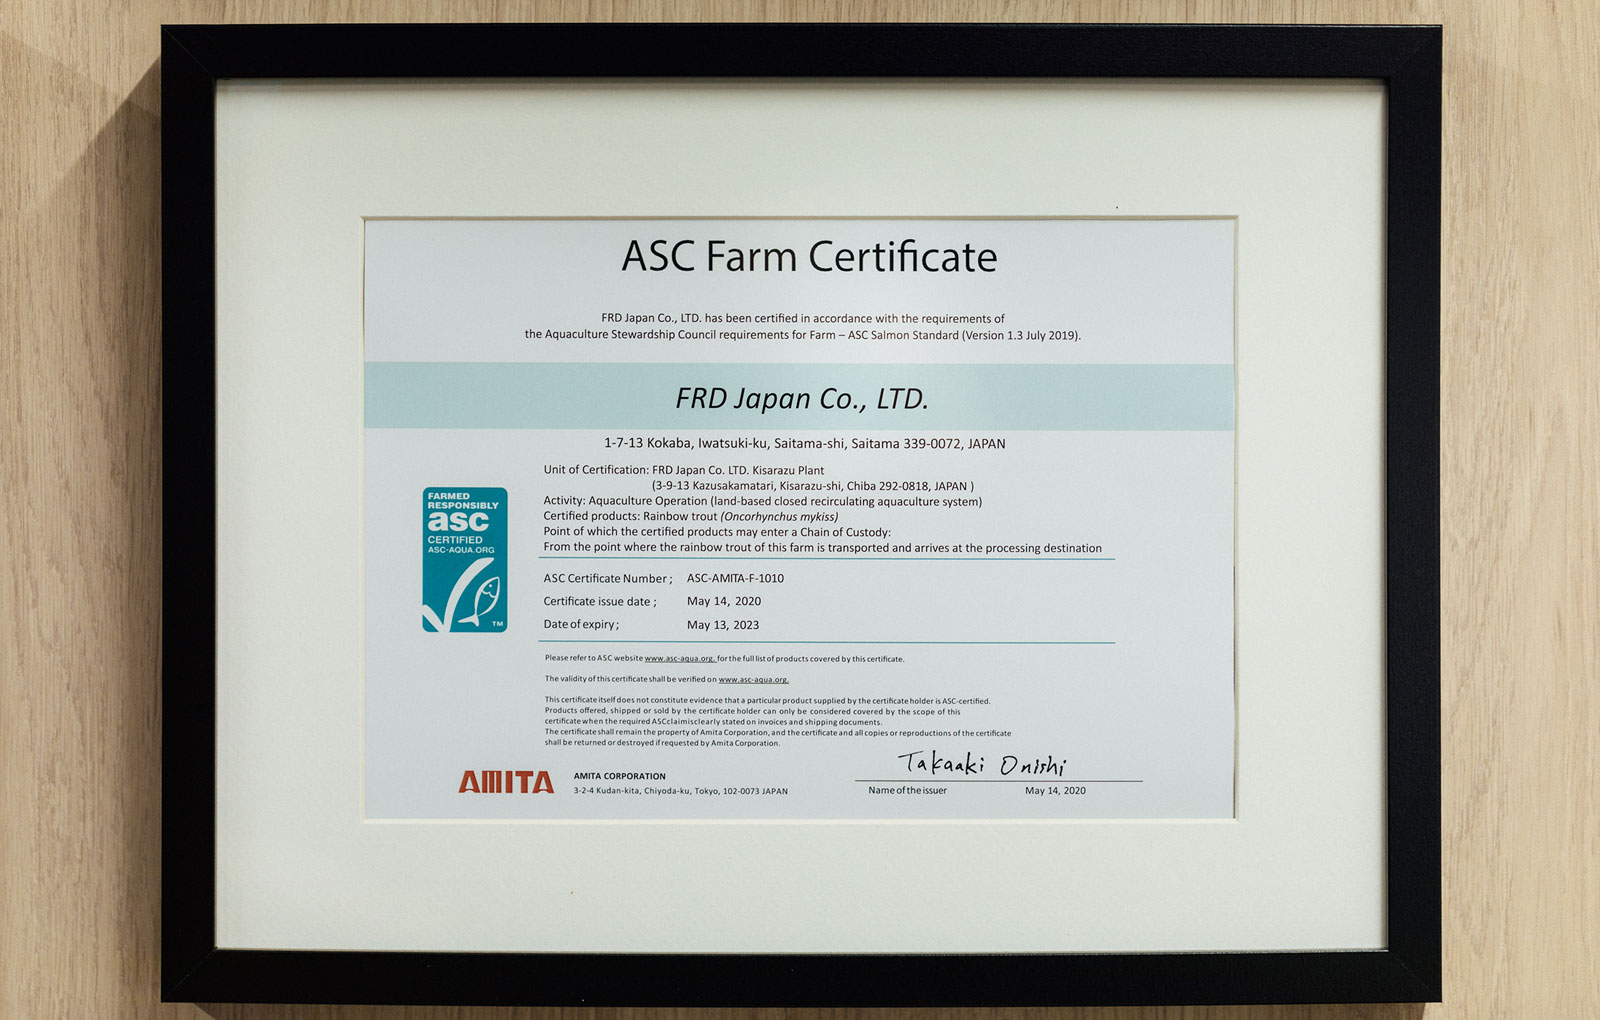 ASC Farm Certificate
FRD Japan Co., LTD. has been certified in accordance with the requirements of
the Aquaculture Stewardship Council requirements for Farm – ASC Salmon Standard (Version 1.3 July 2019).
FRD Japan Co., LTD.
1-7-13 Kokaba, Iwatsuki-ku, Saitama-shi, Saitama 339-0072, JAPAN
Unit of Certification: FRD Japan Co. LTD. Kisarazu Plant
(3-9-13 Kazusakamatari, Kisarazu-shi, Chiba 292-0818, JAPAN )
Activity: Aquaculture Operation (land-based closed recirculating aquaculture system)
Certified products: Rainbow trout (Oncorhynchus mykiss)
Point of which the certified products may enter a Chain of Custody:
From the point where the rainbow trout of this farm is transported and arrives at the processing destination
FARMED
RESPONSIBLY
asc
CERTIFIED
ASC-AQUA.ORG
TM
ASC Certificate Number ; ASC-AMITA-F-1010
Certificate issue date ; May 14, 2020
Date of expiry ; May 13, 2023
Please refer to ASC website www.asc-aqua.org. for the full list of products covered by this certificate.
The validity of this certificate shall be verified on www.asc-aqua.org.
This certificate itself does not constitute evidence that a particular product supplied by the certificate holder is ASC-certified.
Products offered, shipped or sold by the certificate holder can only be considered covered by the scope of this
certificate when the required ASC claim is clearly stated on invoices and shipping documents.
The certificate shall remain the property of Amita Corporation, and the certificate and all copies or reproductions of the certificate
shall be returned or destroyed if requested by Amita Corporation.
Takaaki Onishi
AMITA
AMITA CORPORATION
3-2-4 Kudan-kita, Chiyoda-ku, Tokyo, 102-0073 JAPAN
Name of the issuer May 14, 2020